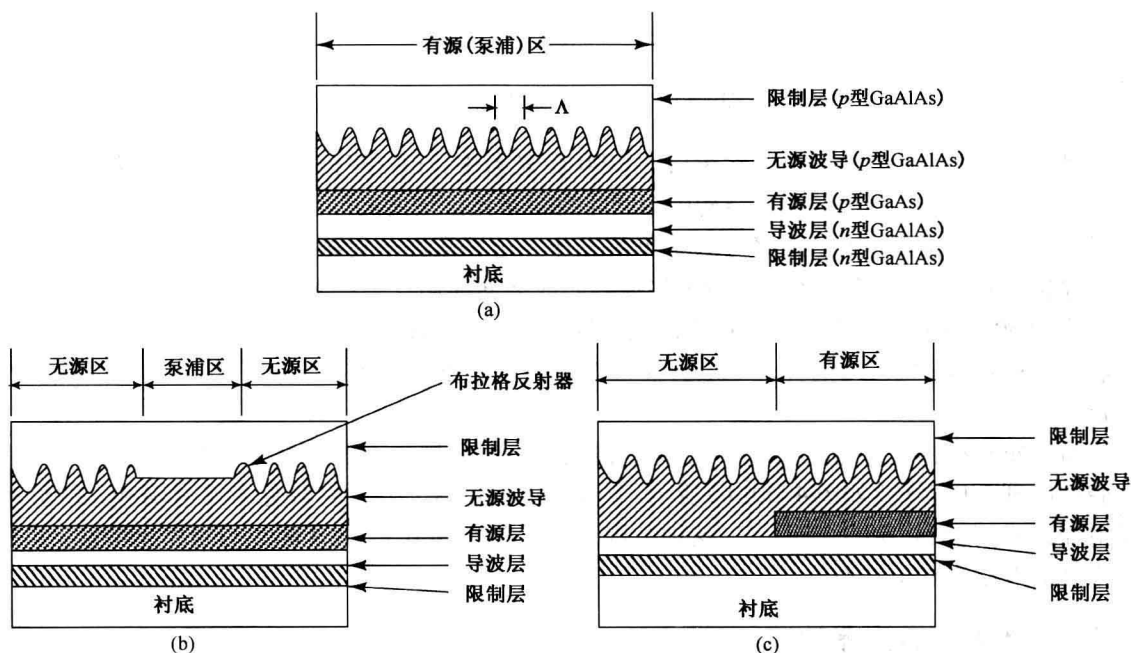 有源(泵浦)区
Λ
限制层(p型GaAlAs)
无源波导(p型GaAlAs)
有源层(p型GaAs)
导波层(n型GaAlAs)
限制层(n型GaAlAs)
衬底
(a)
无源区
泵浦区
无源区
布拉格反射器
限制层
无源波导
有源层
导波层
限制层
衬底
(b)
无源区
有源区
限制层
无源波导
有源层
导波层
限制层
衬底
(c)